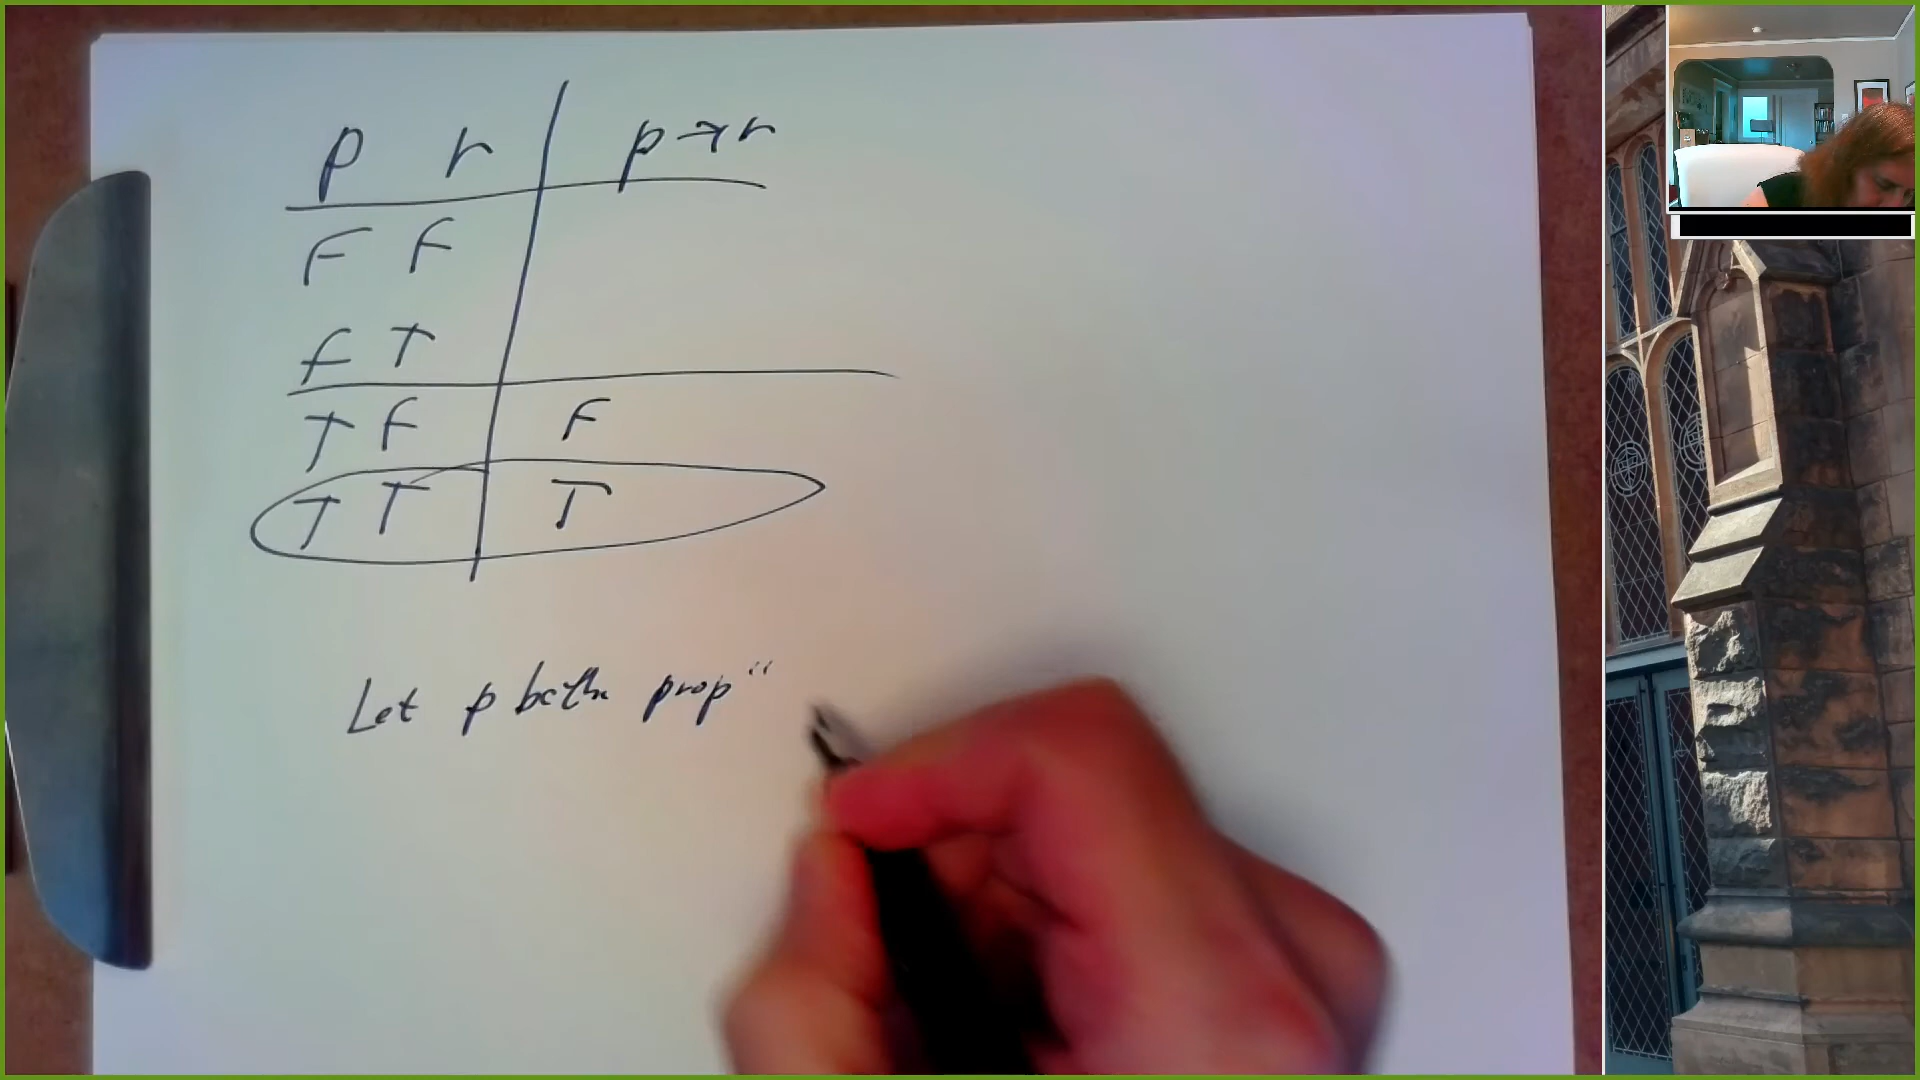 p r p→r
F F
F T
T F F
T T T
Let p be the prop "